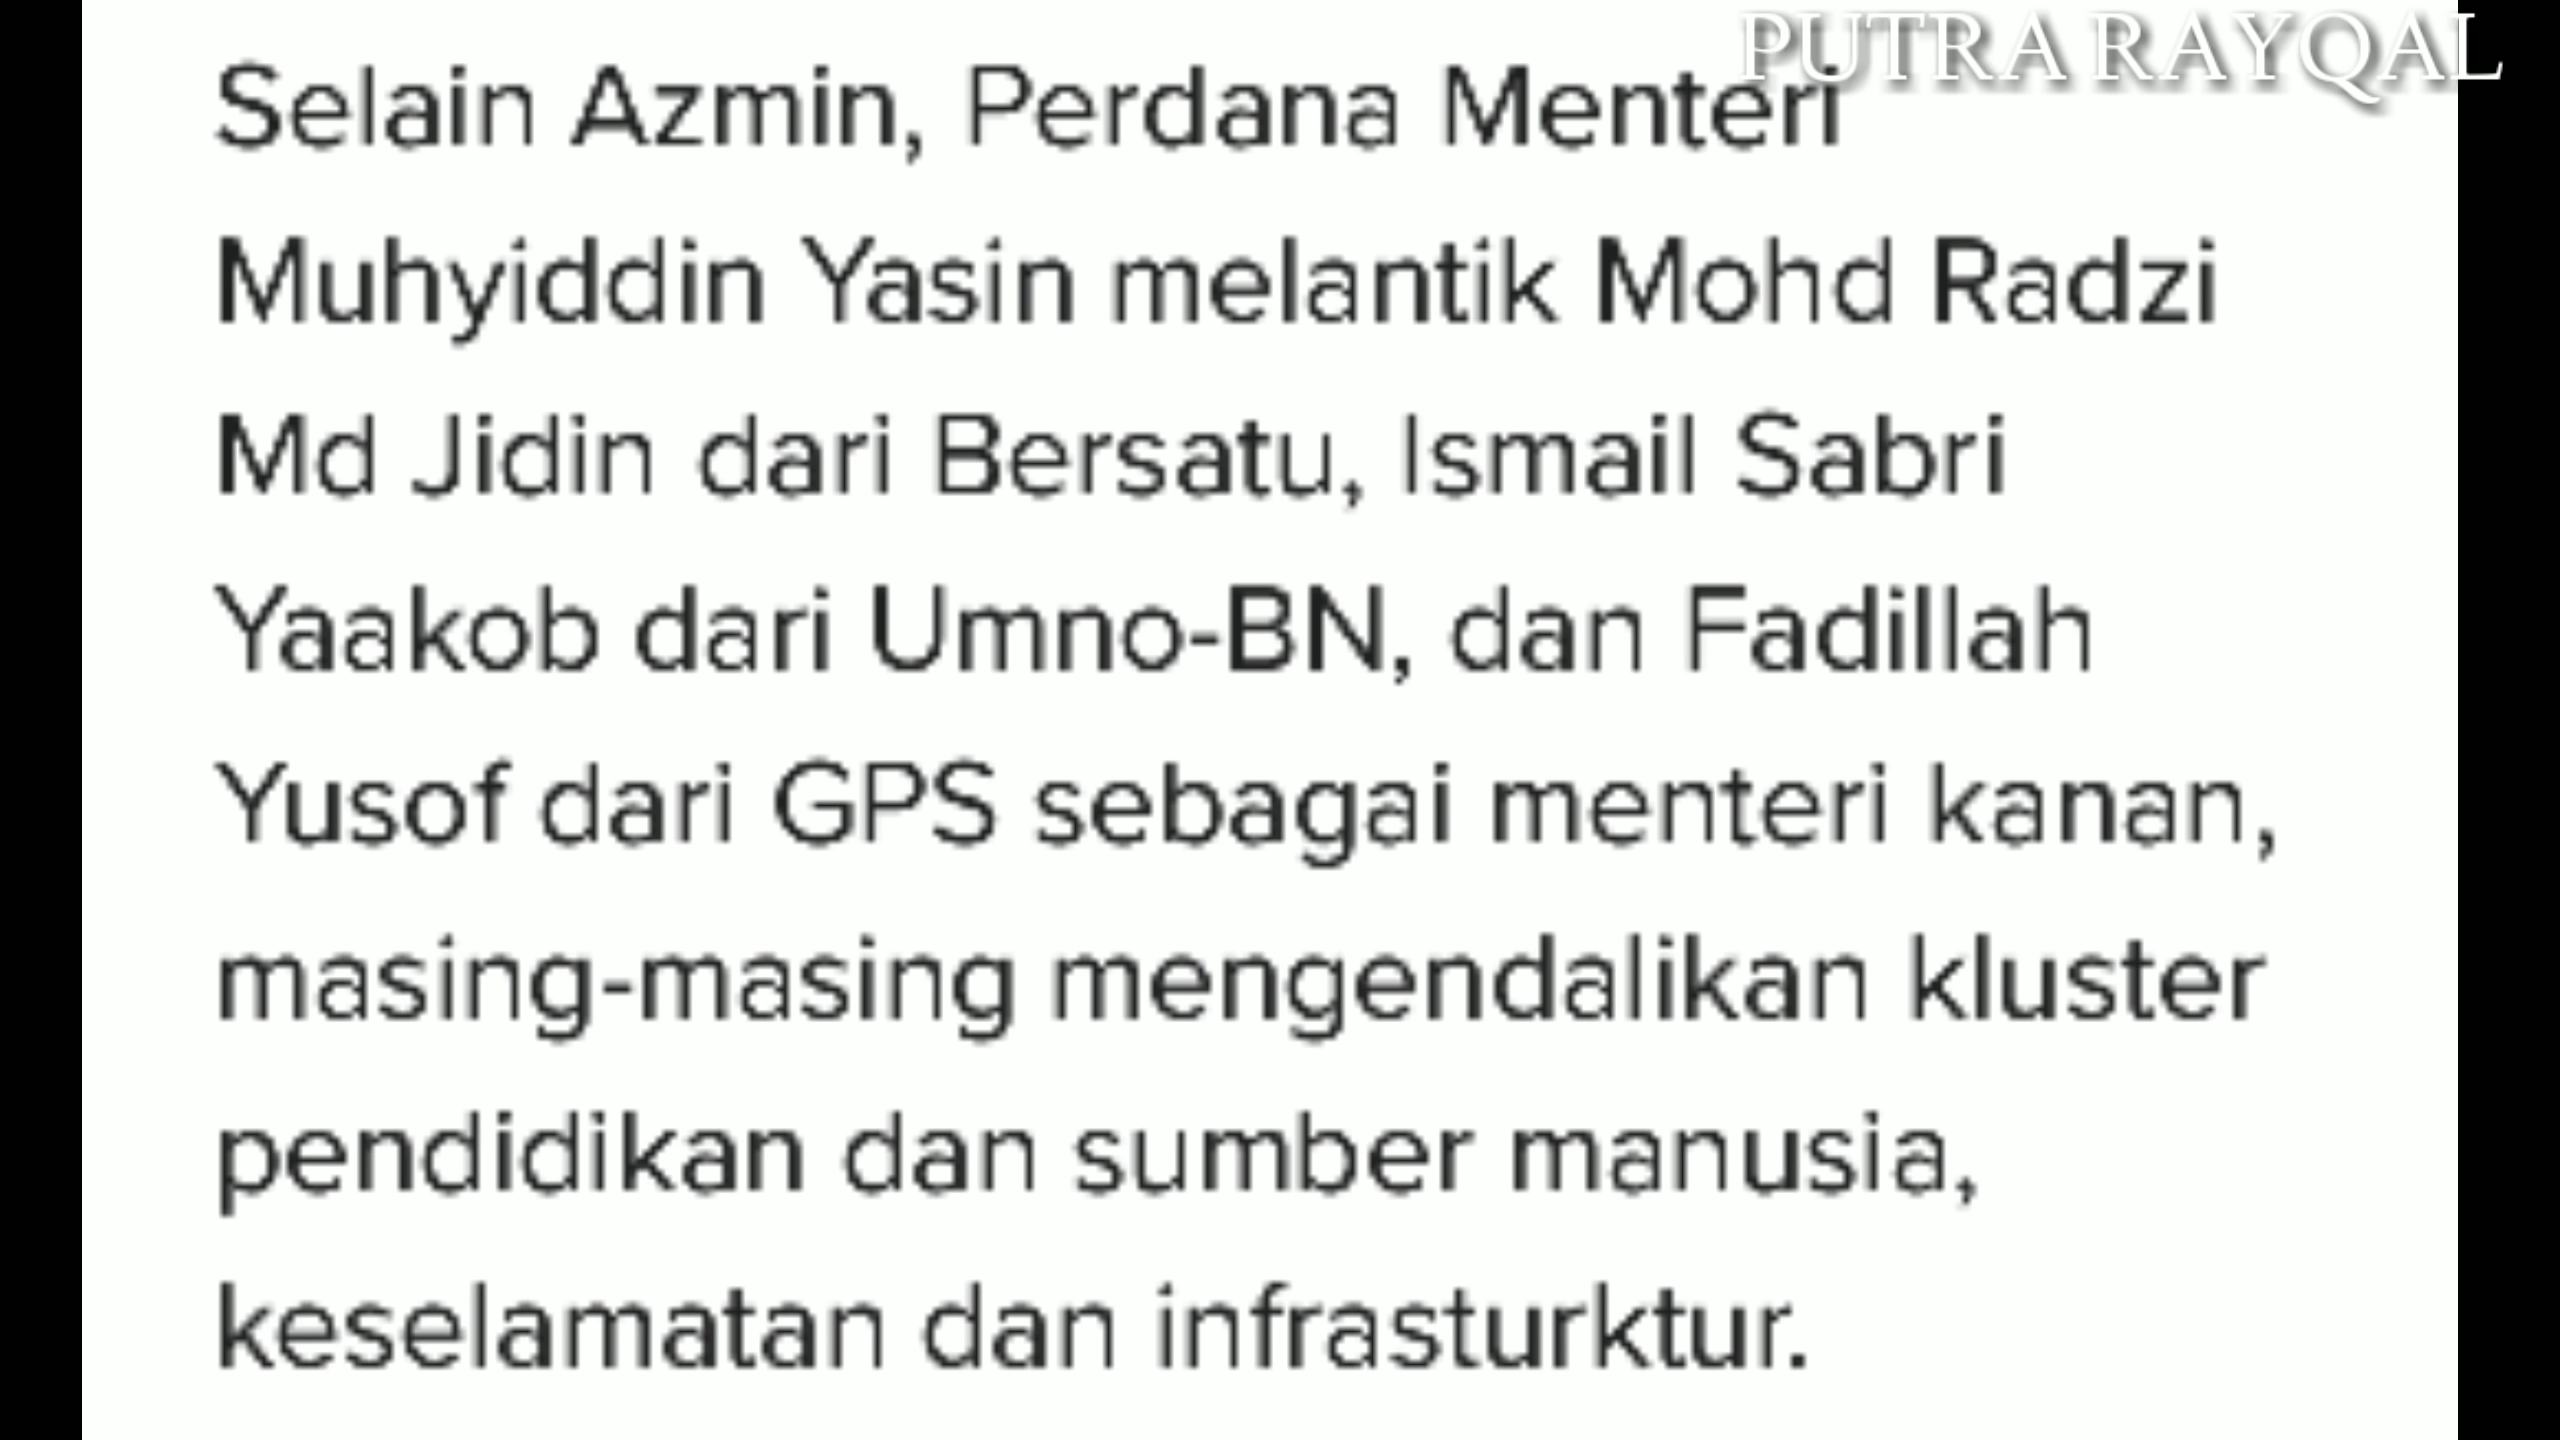 PUTRA RAYQAL
Selain Azmin, Perdana Menteri
Muhyiddin Yasin melantik Mohd Radzi
Md Jidin dari Bersatu, Ismail Sabri
Yaakob dari Umno-BN, dan Fadillah
Yusof dari GPS sebagai menteri kanan,
masing-masing mengendalikan kluster
pendidikan dan sumber manusia,
keselamatan dan infrasturktur.